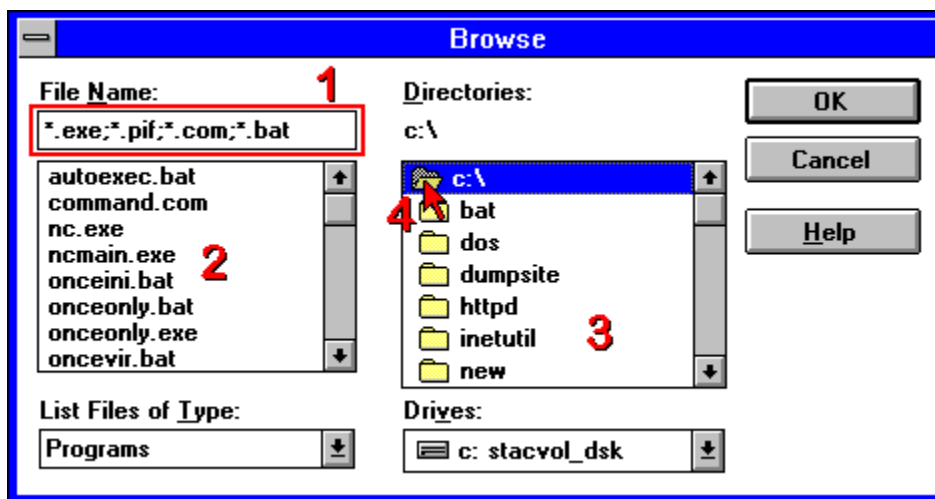 Browse
File Name:
1
*.exe;*.pif;*.com;*.bat
autoexec.bat
command.com
nc.exe
ncmain.exe
2
onceini.bat
onceonly.bat
onceonly.exe
oncevir.bat
List Files of Type:
Programs
Directories:
c:\
c:\
4
bat
dos
dumpsite
httpd
inetutil
3
new
Drives:
c: stacvol_dsk
OK
Cancel
Help